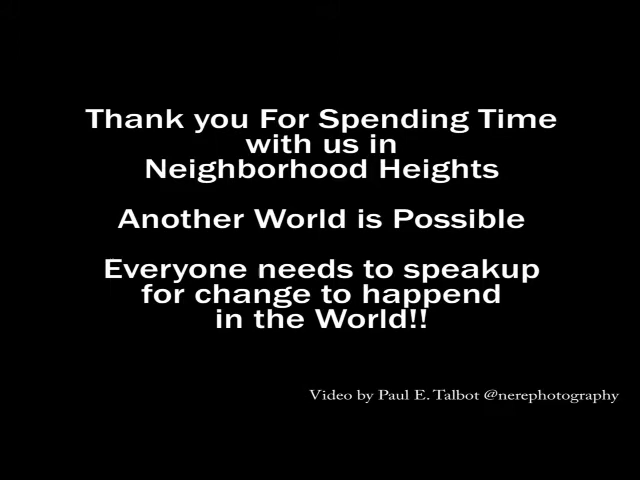 Thank you For Spending Time
with us in
Neighborhood Heights
Another World is Possible
Everyone needs to speakup
for change to happend
in the World!!
Video by Paul E. Talbot @nerephotography